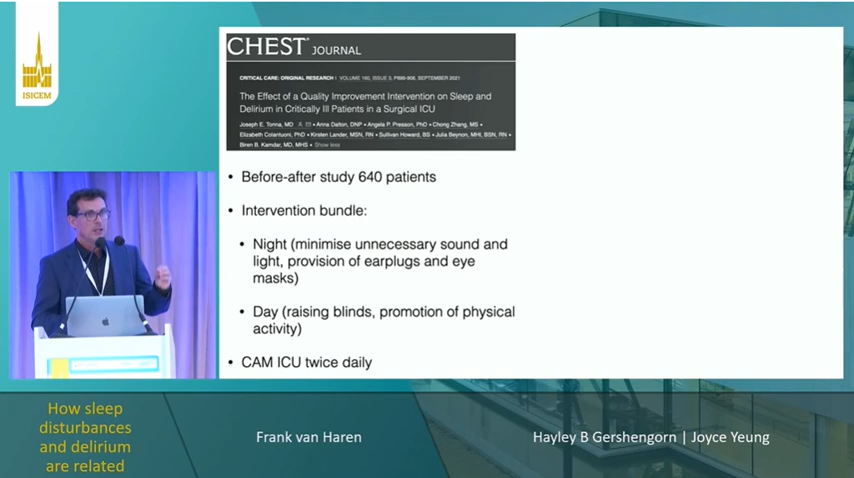 ISICEM
CHEST® JOURNAL
CRITICAL CARE: ORIGINAL RESEARCH | VOLUME 160, ISSUE 3, P899-908, SEPTEMBER 2021
The Effect of a Quality Improvement Intervention on Sleep and
Delirium in Critically Ill Patients in a Surgical ICU
Joseph E. Tonna, MD • Anna Dalton, DNP • Angela P. Presson, PhD • Chong Zhang, MS •
Elizabeth Colantuoni, PhD • Kirsten Lander, MSN, RN • Sullivan Howard, BS • Julia Beynon, MHI, BSN, RN •
Biren B. Kamdar, MD, MHS • Show less
• Before-after study 640 patients
• Intervention bundle:
• Night (minimise unnecessary sound and
light, provision of earplugs and eye
masks)
• Day (raising blinds, promotion of physical
activity)
• CAM ICU twice daily
How sleep
disturbances
and delirium
are related
Frank van Haren
Hayley B Gershengorn | Joyce Yeung